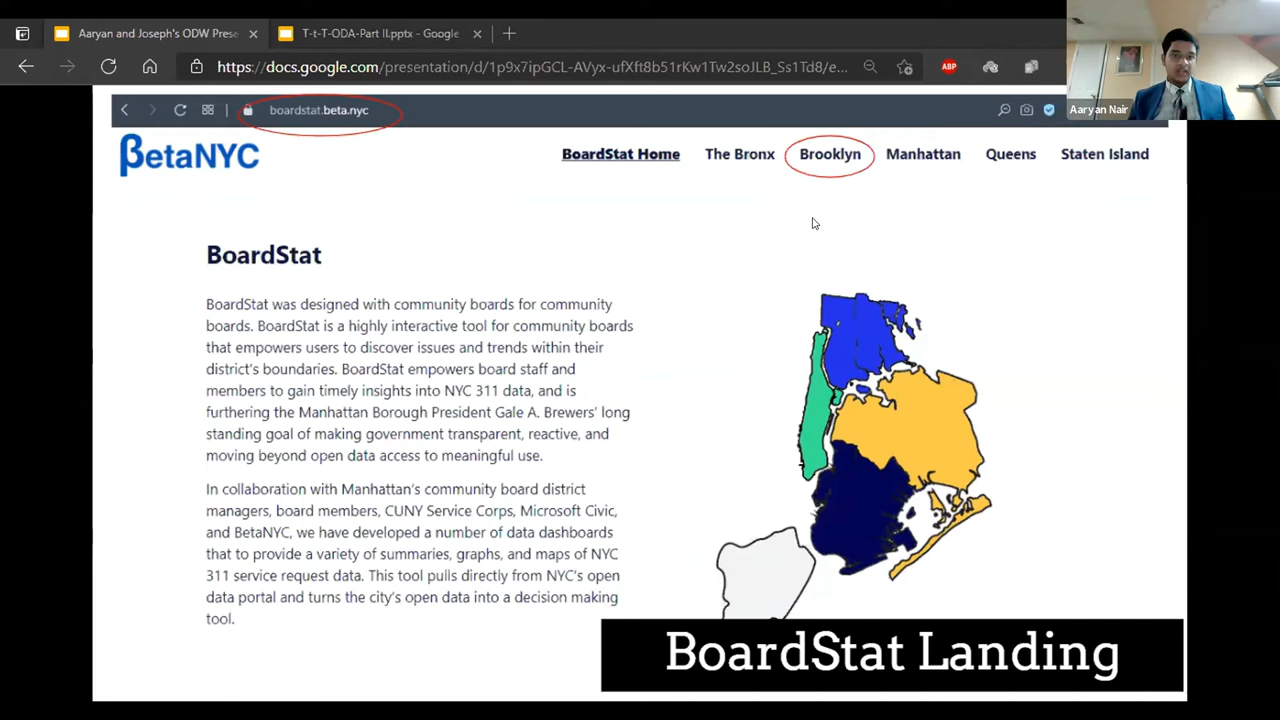 Aaryan and Joseph's ODW Prese
T-t-T-ODA-Part II.pptx - Google
https://docs.google.com/presentation/d/1p9x7ipGCL-AVyx-ufXft8b51rKw1Tw2soJLB_Ss1Td8/e...
ABP
Aaryan Nair
boardstat.beta.nyc
βetaNYC
BoardStat Home
The Bronx
Brooklyn
Manhattan
Queens
Staten Island
BoardStat
BoardStat was designed with community boards for community
boards. BoardStat is a highly interactive tool for community boards
that empowers users to discover issues and trends within their
district's boundaries. BoardStat empowers board staff and
members to gain timely insights into NYC 311 data, and is
furthering the Manhattan Borough President Gale A. Brewers' long
standing goal of making government transparent, reactive, and
moving beyond open data access to meaningful use.
In collaboration with Manhattan's community board district
managers, board members, CUNY Service Corps, Microsoft Civic,
and BetaNYC, we have developed a number of data dashboards
that to provide a variety of summaries, graphs, and maps of NYC
311 service request data. This tool pulls directly from NYC's open
data portal and turns the city's open data into a decision making
tool.
BoardStat Landing